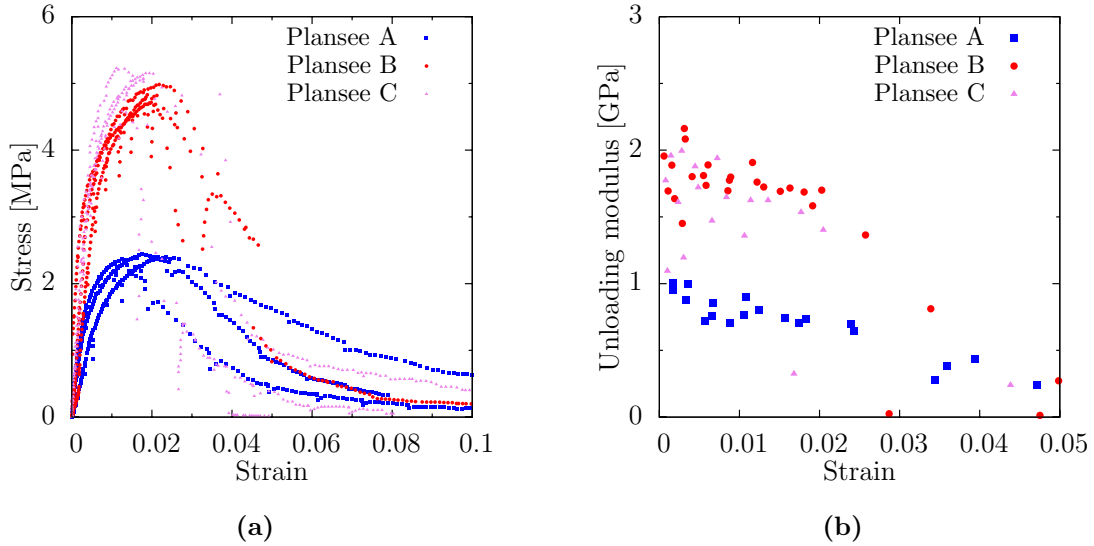 6
4
2
0
0
0.02
0.04
0.06
0.08
0.1
Stress [MPa]
Strain
Plansee A
Plansee B
Plansee C
(a)
3
2
1
0
0
0.01
0.02
0.03
0.04
0.05
Unloading modulus [GPa]
Strain
Plansee A
Plansee B
Plansee C
(b)